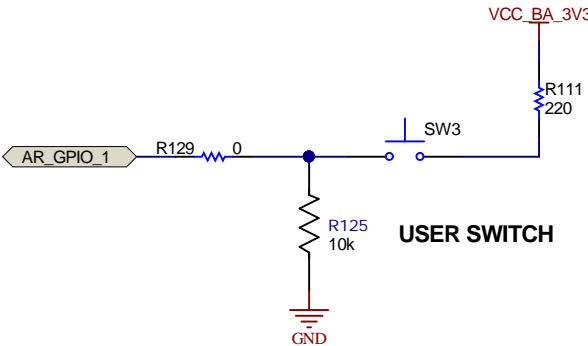 VCC_BA_3V3
R111
220
SW3
AR_GPIO_1
R129
0
R125
10k
USER SWITCH
GND